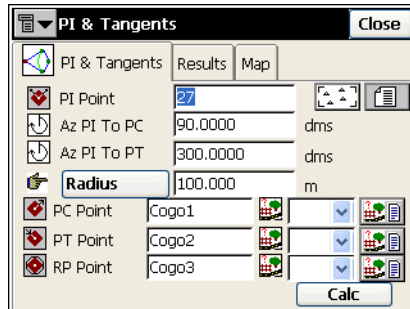 PI & Tangents Close
PI & Tangents Results Map
PI Point 27
Az PI To PC 90.0000 dms
Az PI To PT 300.0000 dms
Radius 100.000 m
PC Point Cogo1
PT Point Cogo2
RP Point Cogo3
Calc